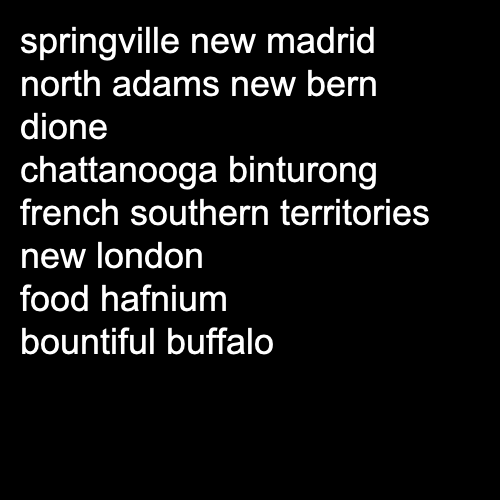 springville new madrid
north adams new bern
dione
chattanooga binturong
french southern territories
new london
food hafnium
bountiful buffalo